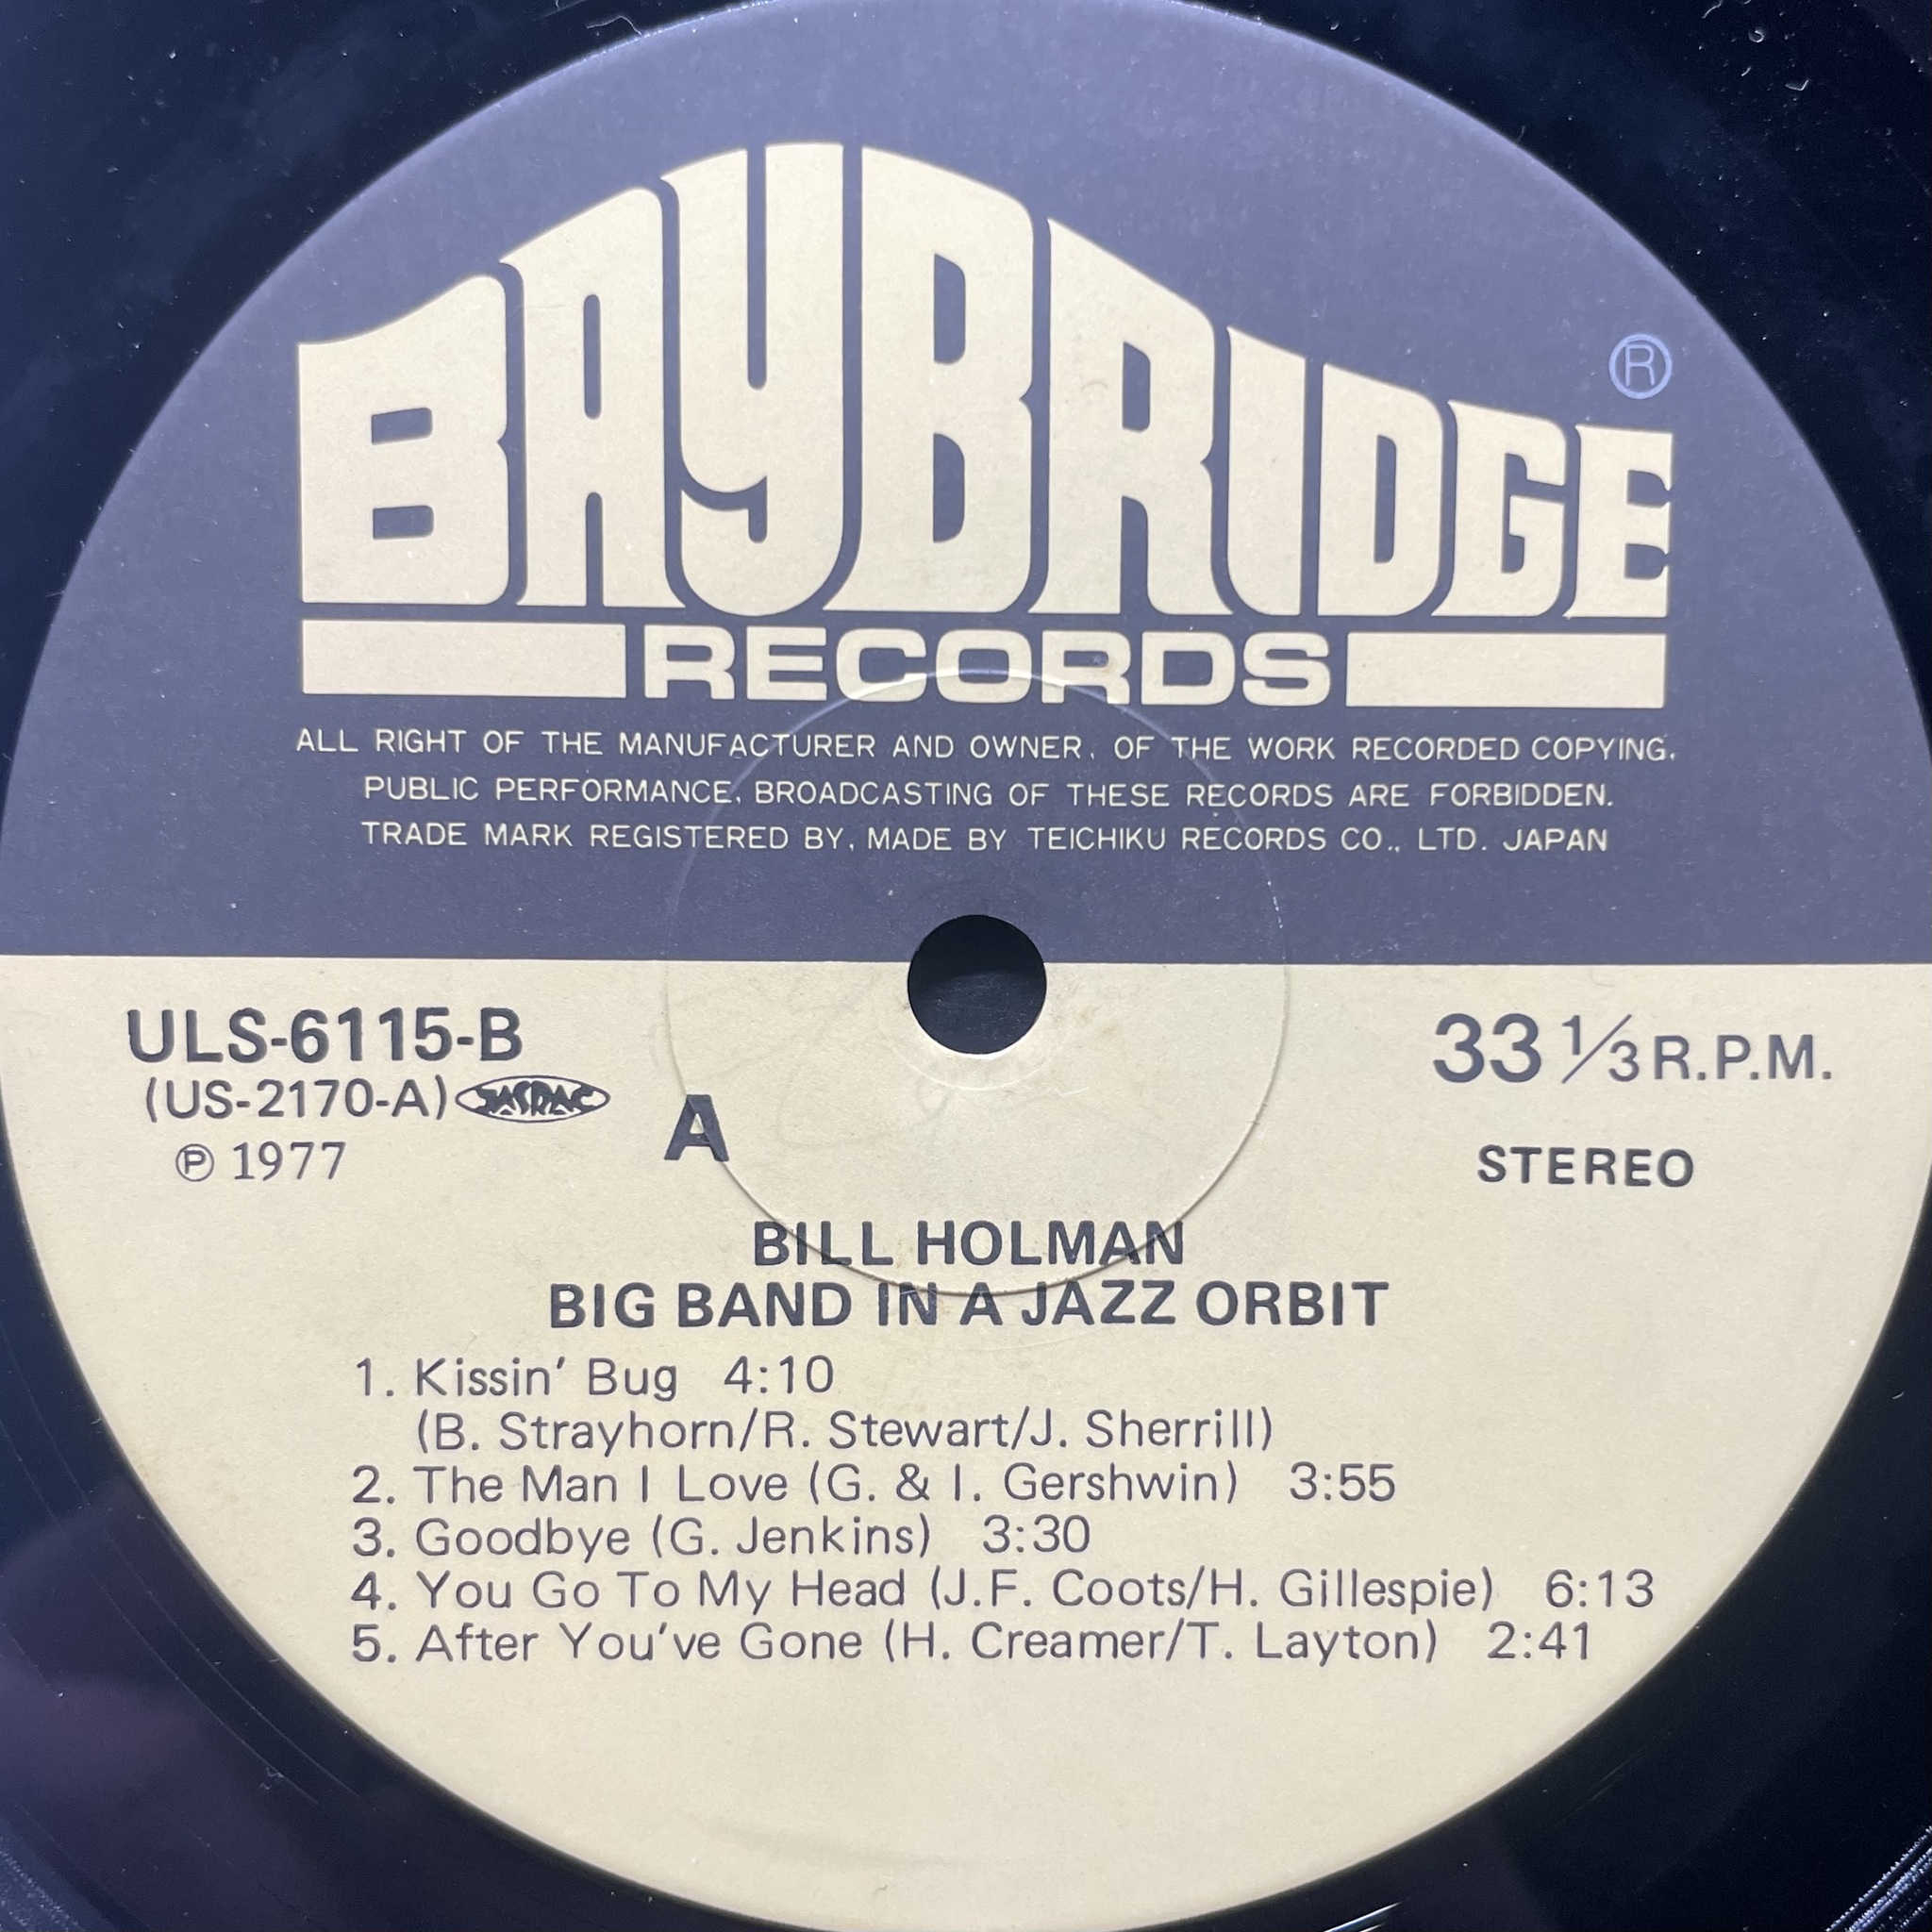 BAYBRIDGE ®
RECORDS
ALL RIGHT OF THE MANUFACTURER AND OWNER, OF THE WORK RECORDED COPYING,
PUBLIC PERFORMANCE, BROADCASTING OF THESE RECORDS ARE FORBIDDEN.
TRADE MARK REGISTERED BY, MADE BY TEICHIKU RECORDS CO., LTD. JAPAN
ULS-6115-B
(US-2170-A) JASRAC
℗ 1977
A
33 1/3 R.P.M.
STEREO
BILL HOLMAN
BIG BAND IN A JAZZ ORBIT
1. Kissin' Bug 4:10
(B. Strayhorn/R. Stewart/J. Sherrill)
2. The Man I Love (G. & I. Gershwin) 3:55
3. Goodbye (G. Jenkins) 3:30
4. You Go To My Head (J.F. Coots/H. Gillespie) 6:13
5. After You've Gone (H. Creamer/T. Layton) 2:41